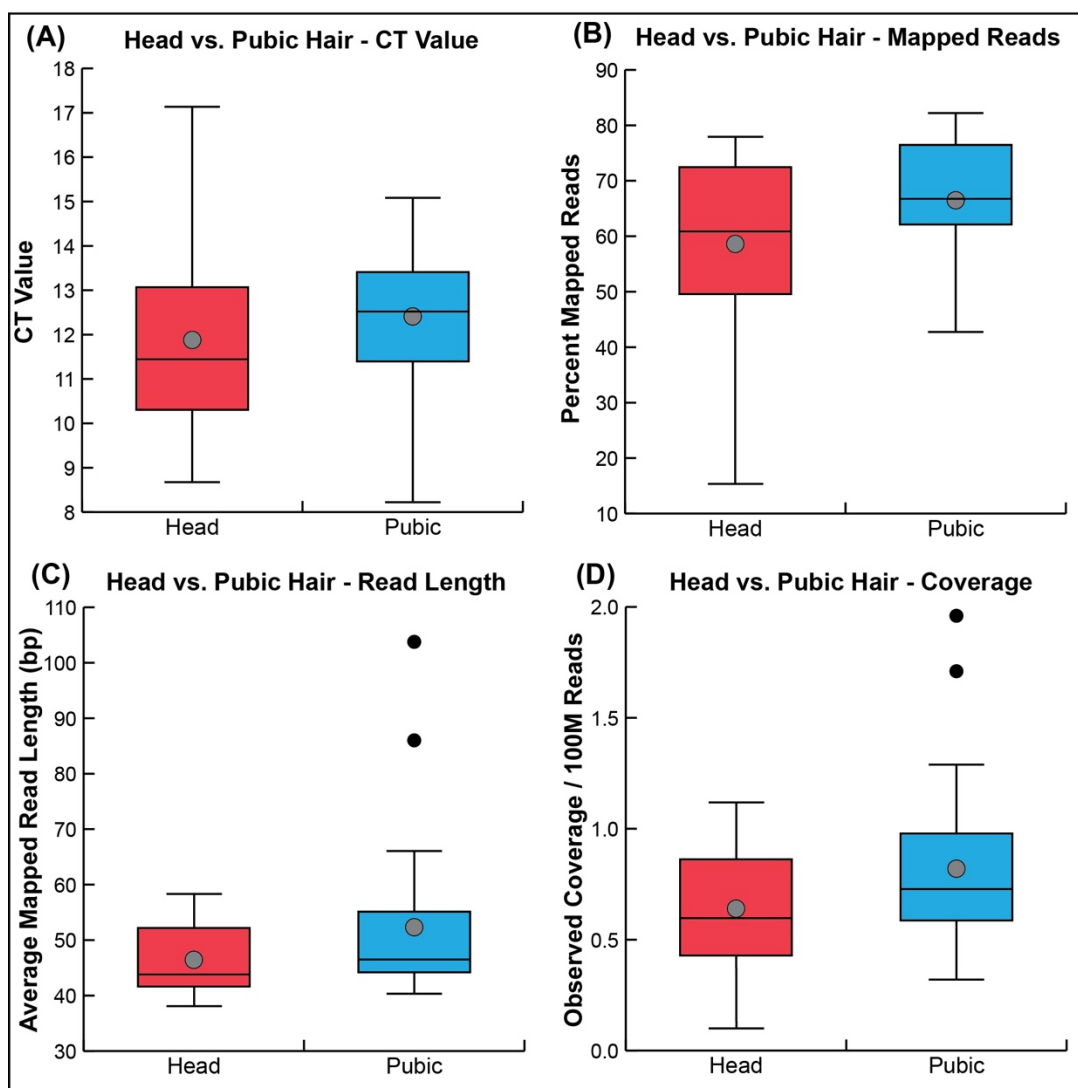 (A)
Head vs. Pubic Hair - CT Value
CT Value
18
17
16
15
14
13
12
11
10
9
8
Head
Pubic
(B)
Head vs. Pubic Hair - Mapped Reads
Percent Mapped Reads
90
80
70
60
50
40
30
20
10
Head
Pubic
(C)
Head vs. Pubic Hair - Read Length
Average Mapped Read Length (bp)
110
100
90
80
70
60
50
40
30
Head
Pubic
(D)
Head vs. Pubic Hair - Coverage
Observed Coverage / 100M Reads
2.0
1.5
1.0
0.5
0.0
Head
Pubic